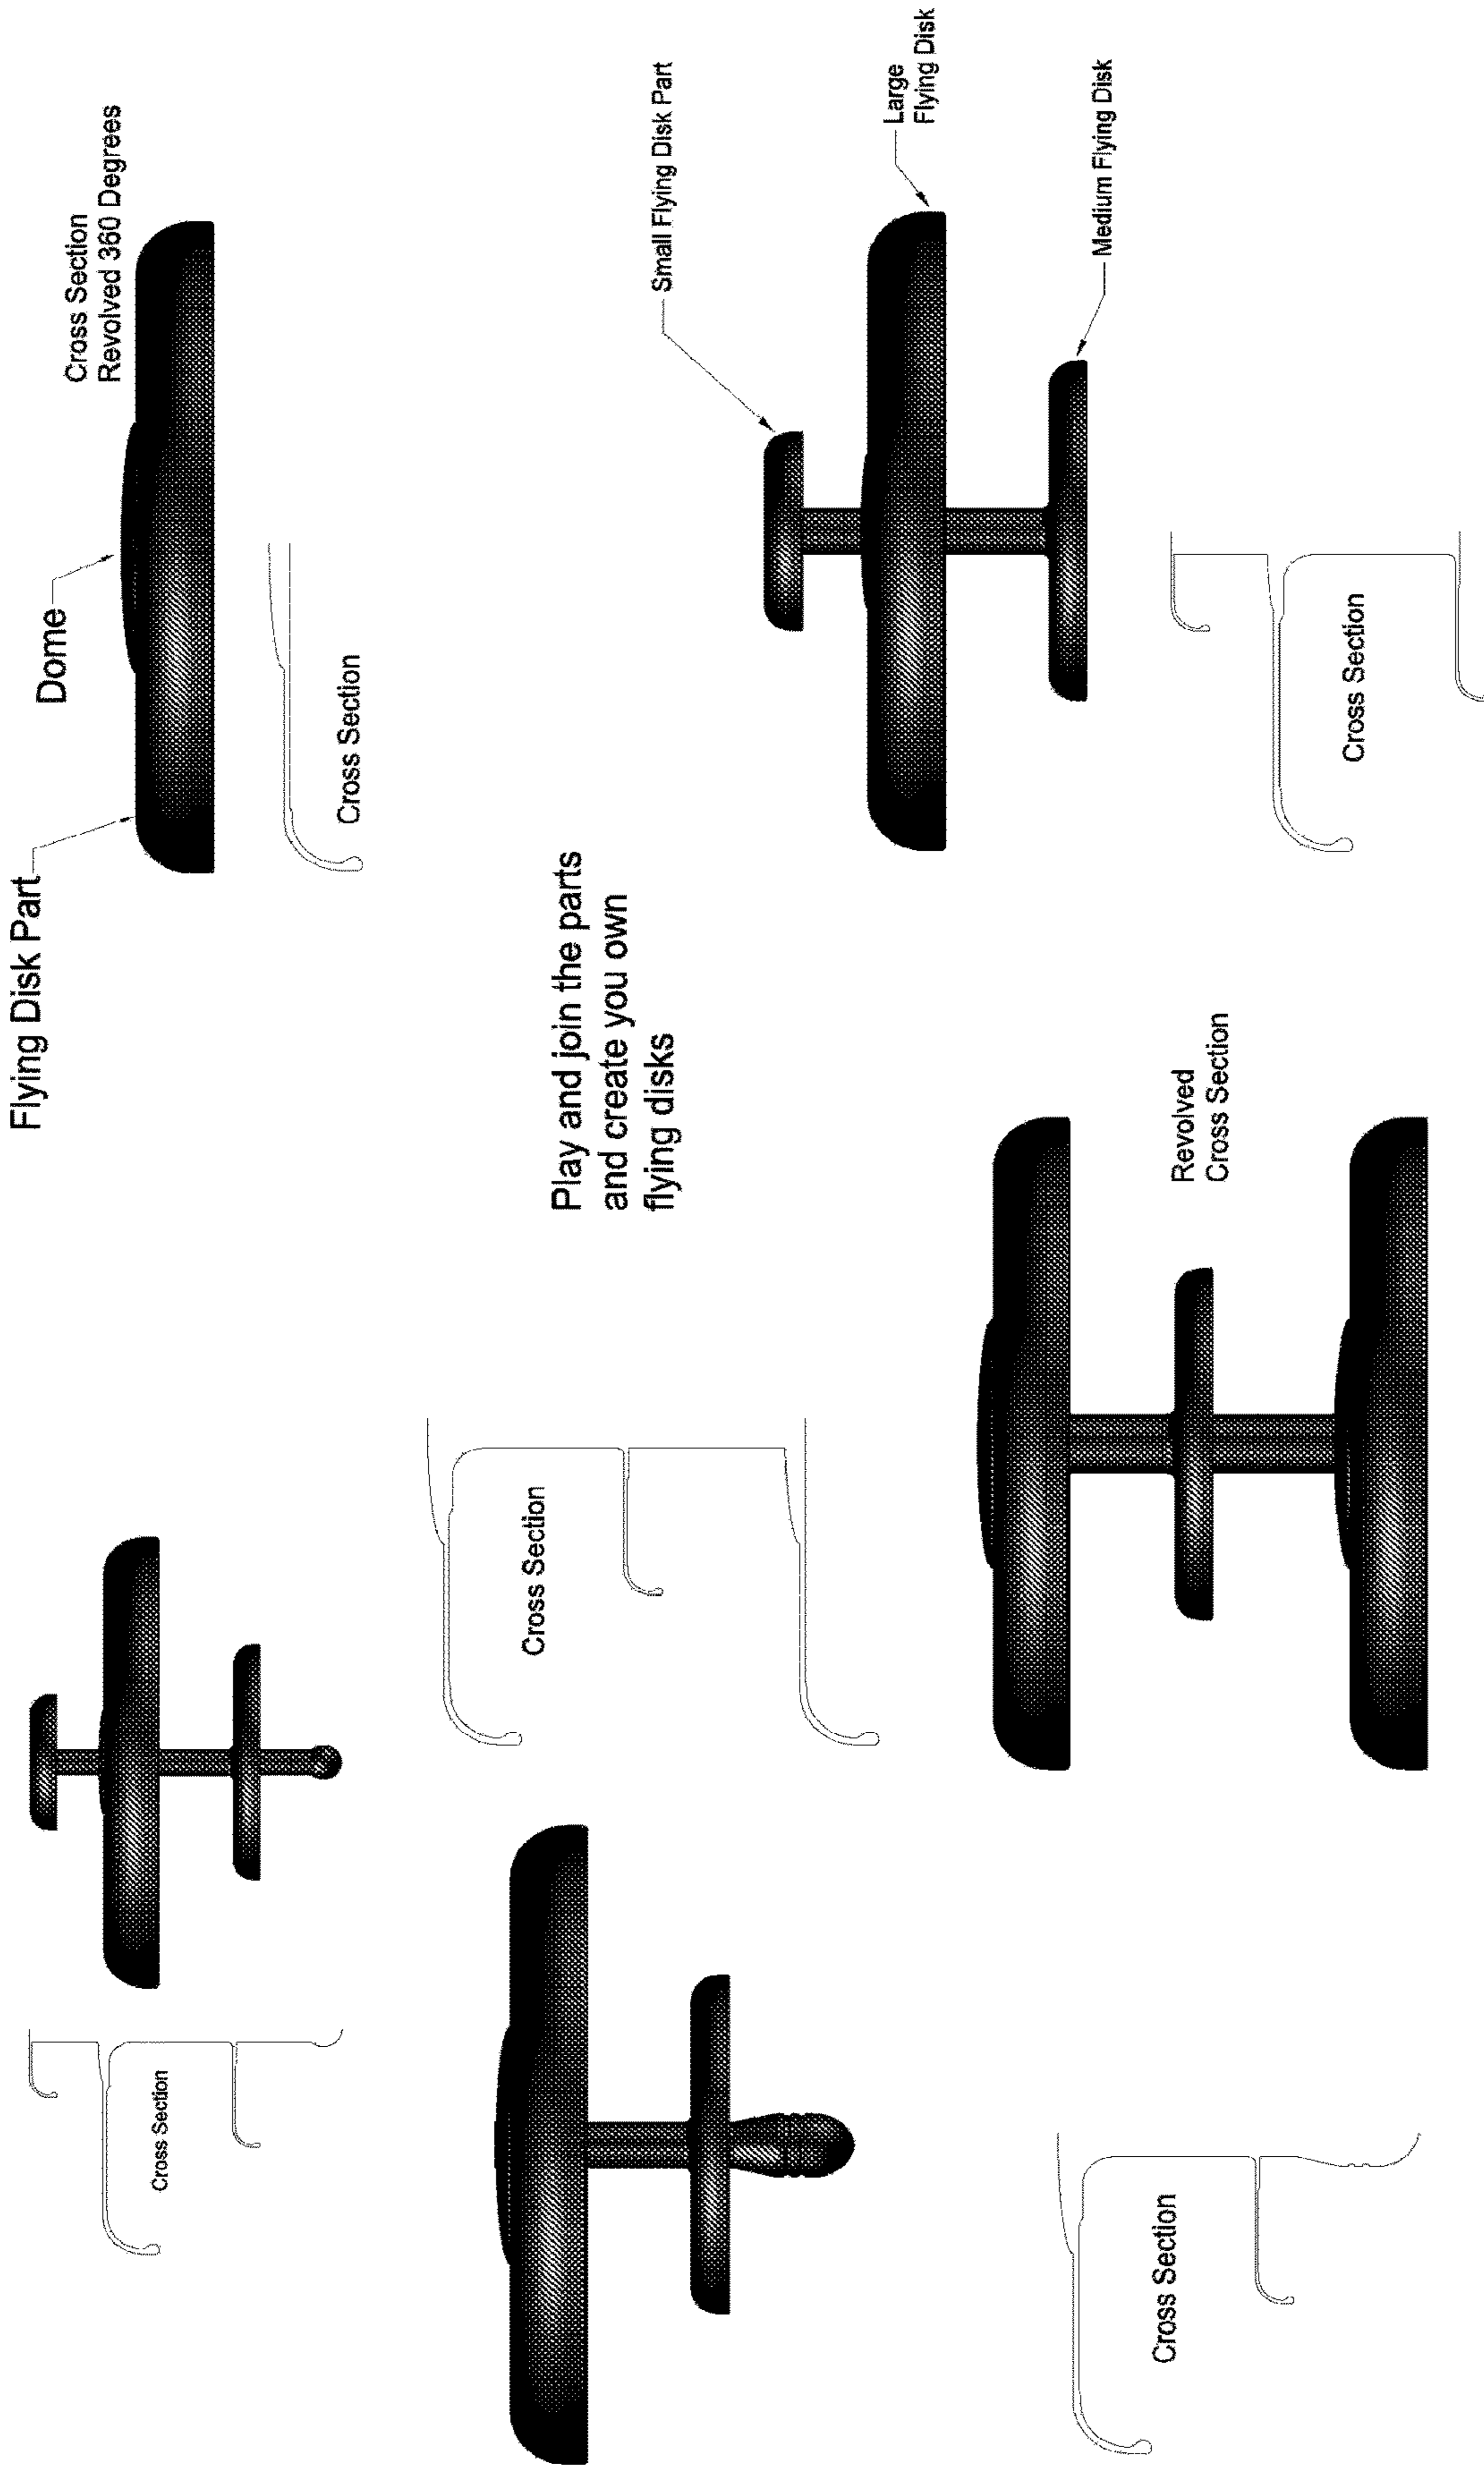 Flying Disk Part
Dome
Cross Section
Revolved 360 Degrees
Cross Section
Cross Section
Cross Section
Play and join the parts
and create you own
flying disks
Small Flying Disk Part
Large
Flying Disk
Medium Flying Disk
Cross Section
Revolved
Cross Section
Cross Section